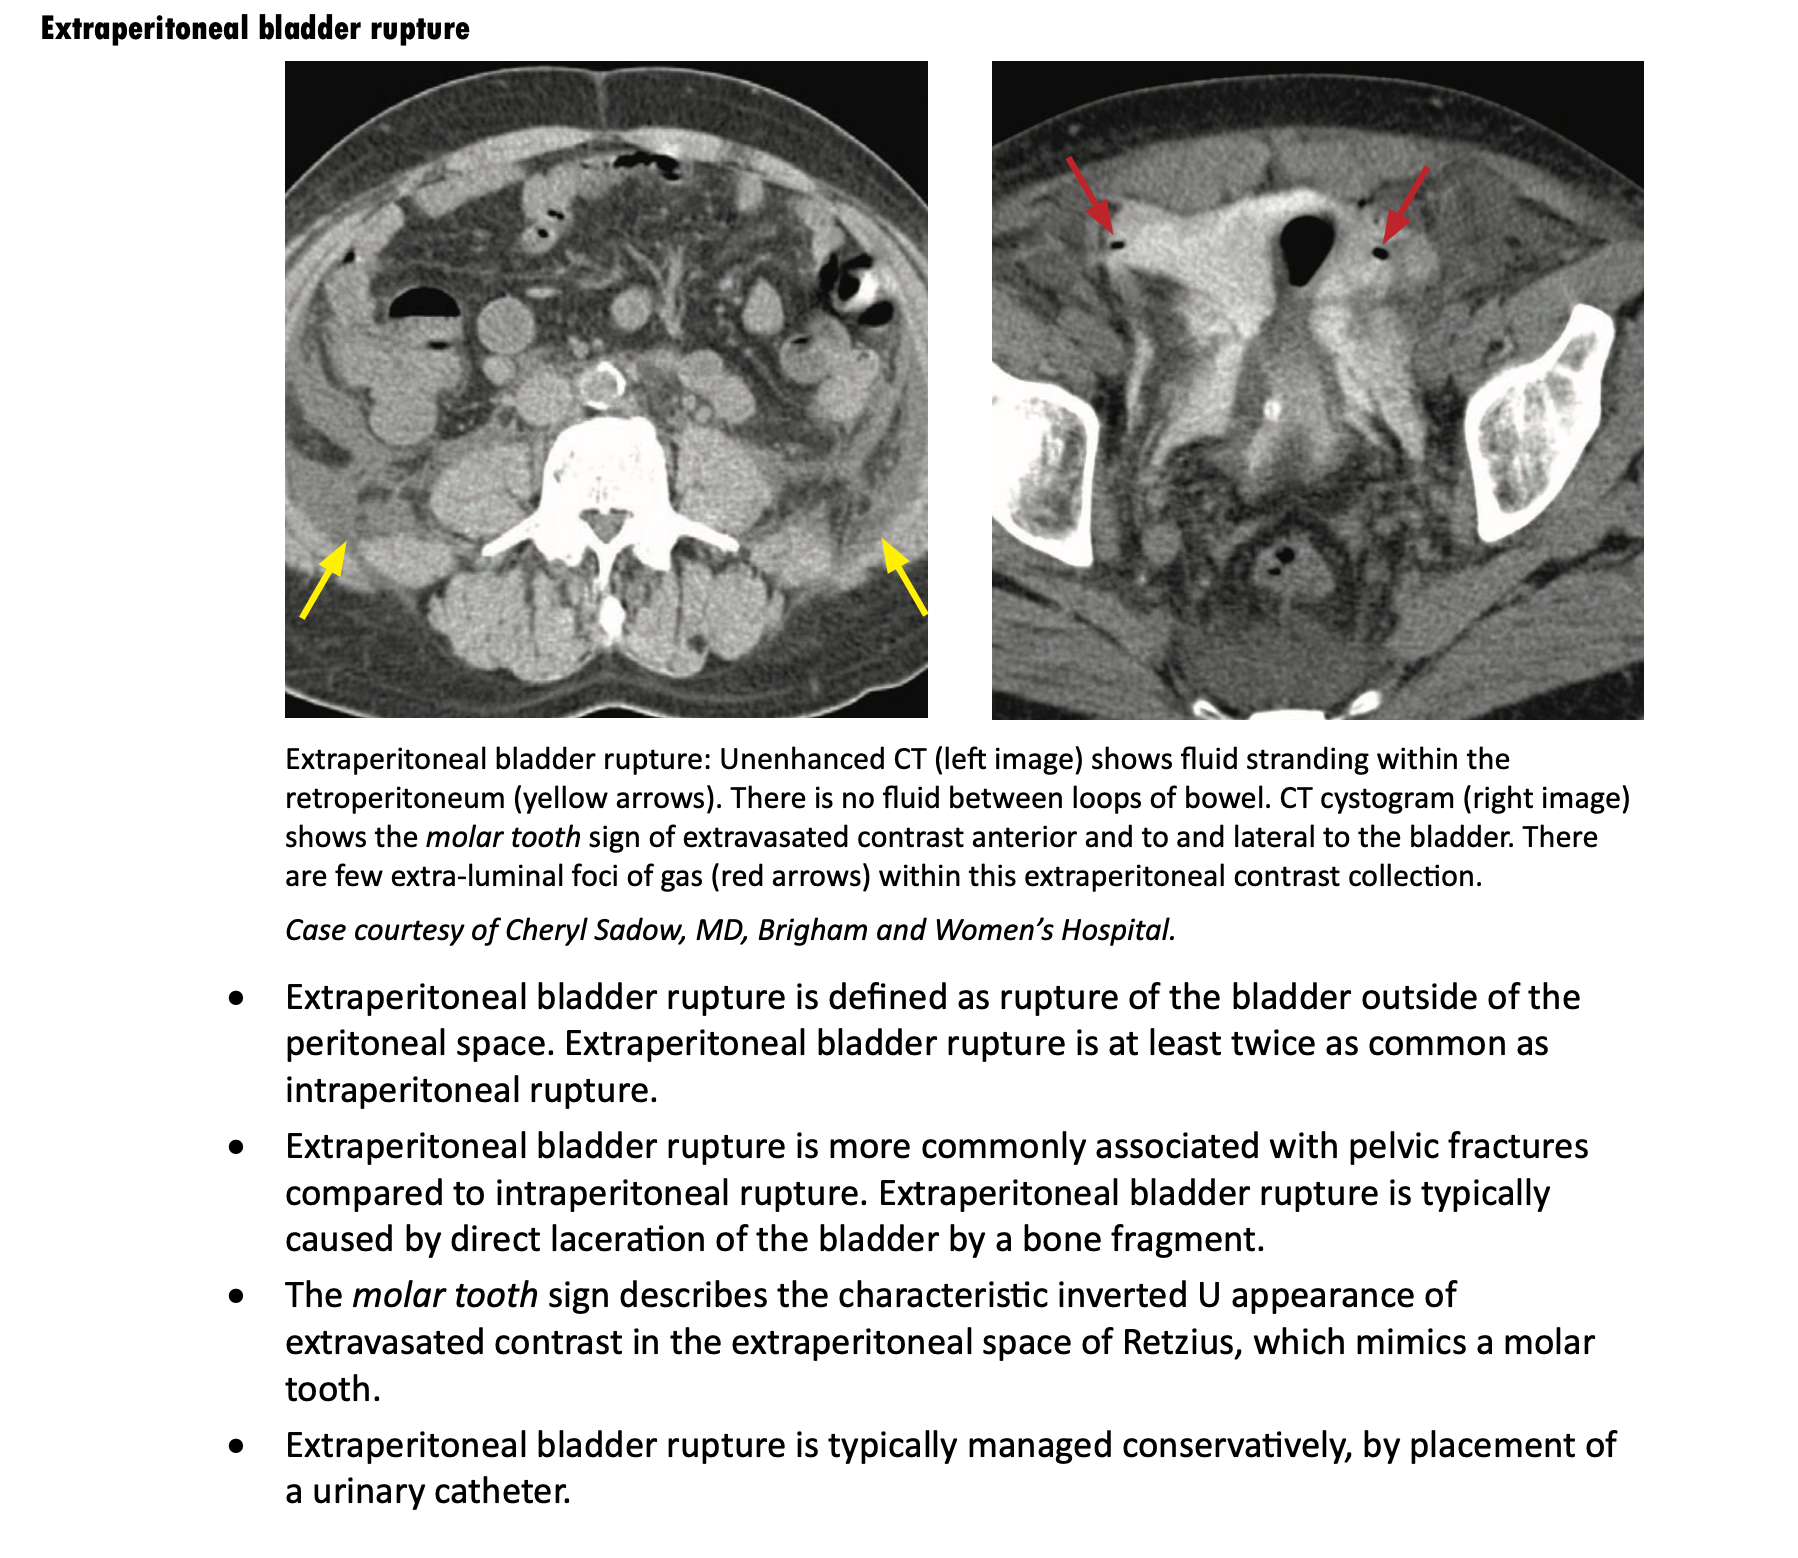 Extraperitoneal bladder rupture
Extraperitoneal bladder rupture: Unenhanced CT (left image) shows fluid stranding within the
retroperitoneum (yellow arrows). There is no fluid between loops of bowel. CT cystogram (right image)
shows the molar tooth sign of extravasated contrast anterior and to and lateral to the bladder. There
are few extra-luminal foci of gas (red arrows) within this extraperitoneal contrast collection.
Case courtesy of Cheryl Sadow, MD, Brigham and Women’s Hospital.
• Extraperitoneal bladder rupture is defined as rupture of the bladder outside of the
peritoneal space. Extraperitoneal bladder rupture is at least twice as common as
intraperitoneal rupture.
• Extraperitoneal bladder rupture is more commonly associated with pelvic fractures
compared to intraperitoneal rupture. Extraperitoneal bladder rupture is typically
caused by direct laceration of the bladder by a bone fragment.
• The molar tooth sign describes the characteristic inverted U appearance of
extravasated contrast in the extraperitoneal space of Retzius, which mimics a molar
tooth.
• Extraperitoneal bladder rupture is typically managed conservatively, by placement of
a urinary catheter.